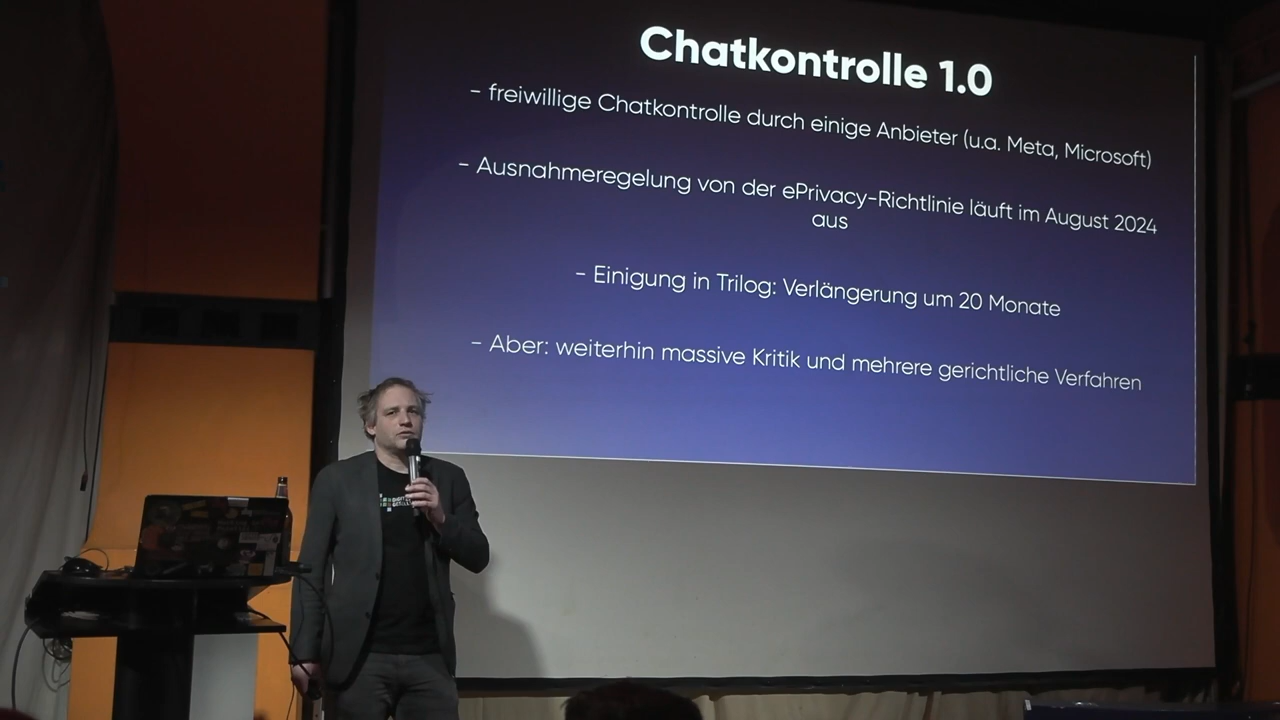 Chatkontrolle 1.0
- freiwillige Chatkontrolle durch einige Anbieter (u.a. Meta, Microsoft)
- Ausnahmeregelung von der ePrivacy-Richtlinie läuft im August 2024
aus
- Einigung in Trilog: Verlängerung um 20 Monate
- Aber: weiterhin massive Kritik und mehrere gerichtliche Verfahren